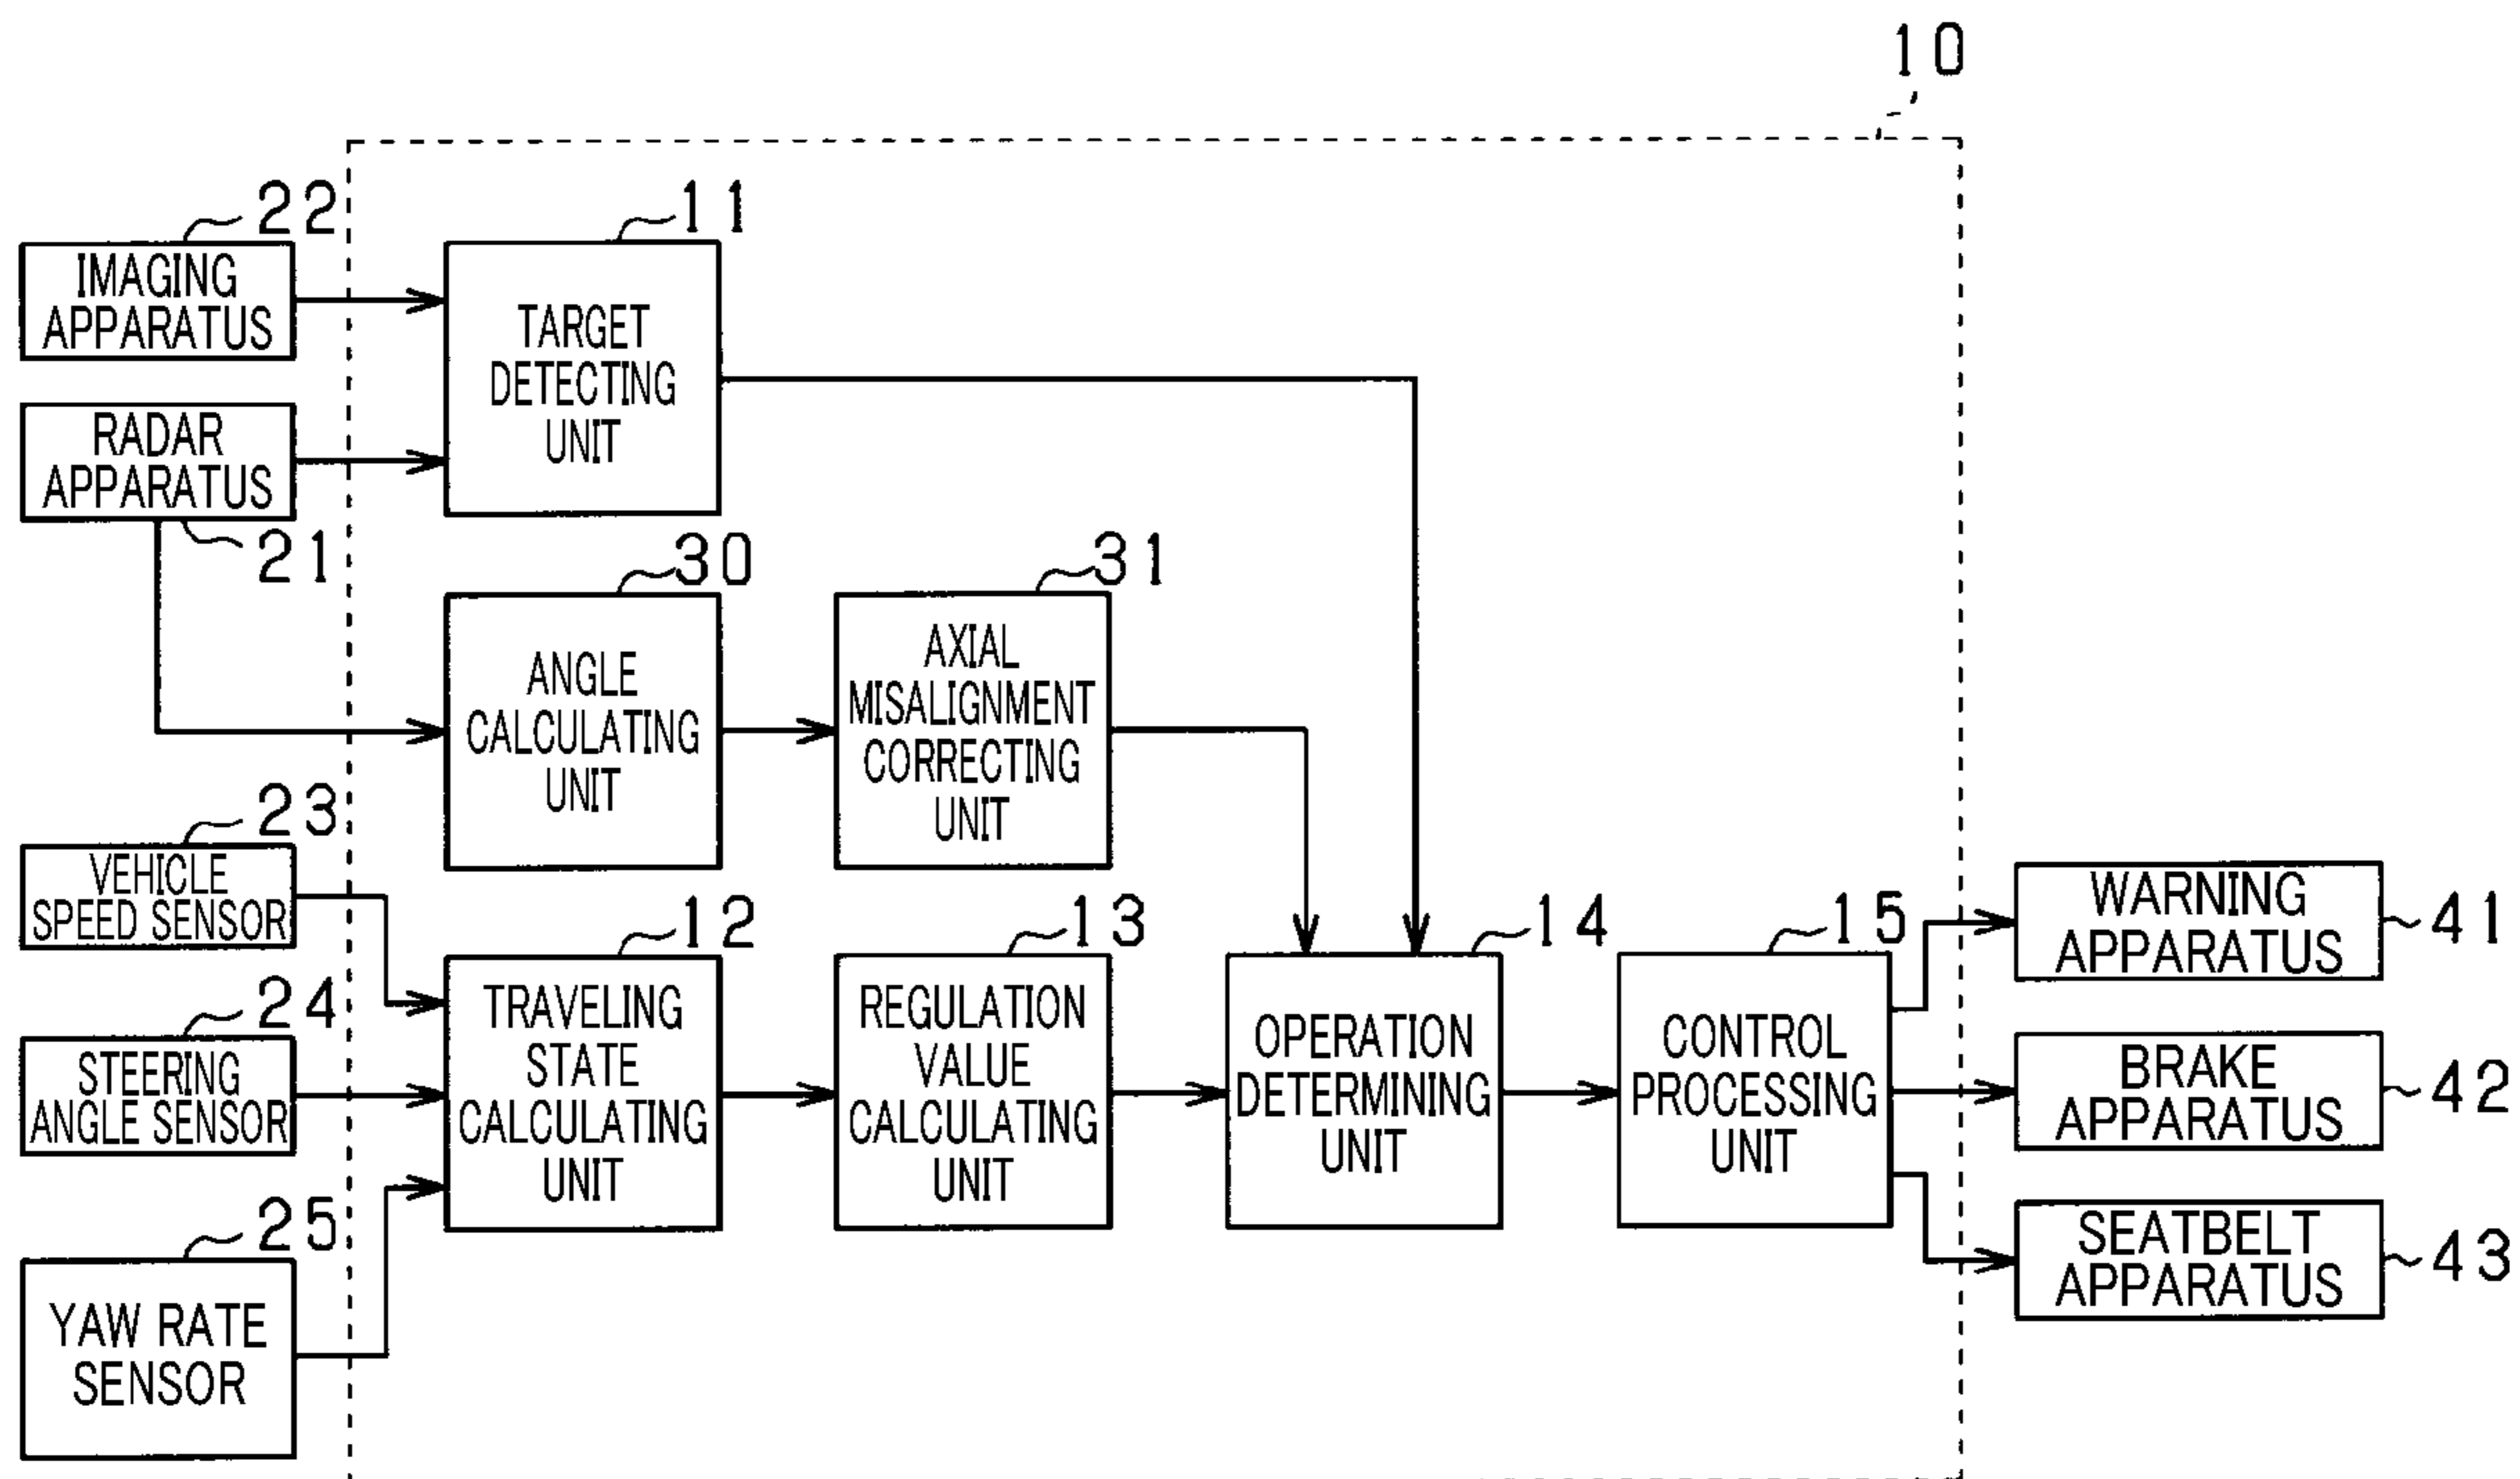 10
22
IMAGING
APPARATUS
11
TARGET
DETECTING
UNIT
RADAR
APPARATUS
21
30
ANGLE
CALCULATING
UNIT
31
AXIAL
MISALIGNMENT
CORRECTING
UNIT
23
VEHICLE
SPEED SENSOR
24
STEERING
ANGLE SENSOR
25
YAW RATE
SENSOR
12
TRAVELING
STATE
CALCULATING
UNIT
13
REGULATION
VALUE
CALCULATING
UNIT
14
OPERATION
DETERMINING
UNIT
15
CONTROL
PROCESSING
UNIT
WARNING
APPARATUS
41
BRAKE
APPARATUS
42
SEATBELT
APPARATUS
43